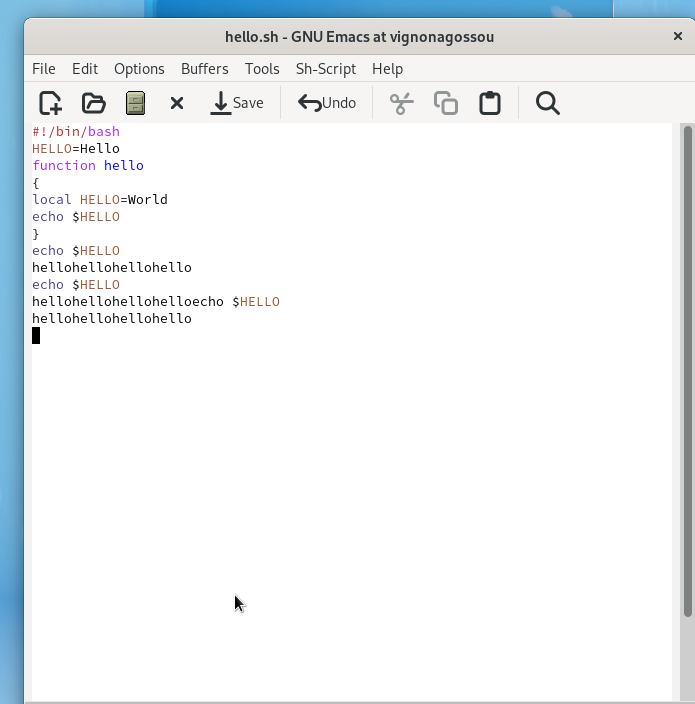 hello.sh - GNU Emacs at vignonagossou
File Edit Options Buffers Tools Sh-Script Help
Save Undo
#!/bin/bash
HELLO=Hello
function hello
{
local HELLO=World
echo $HELLO
}
echo $HELLO
hellohellohellohello
echo $HELLO
hellohellohellohelloecho $HELLO
hellohellohellohello